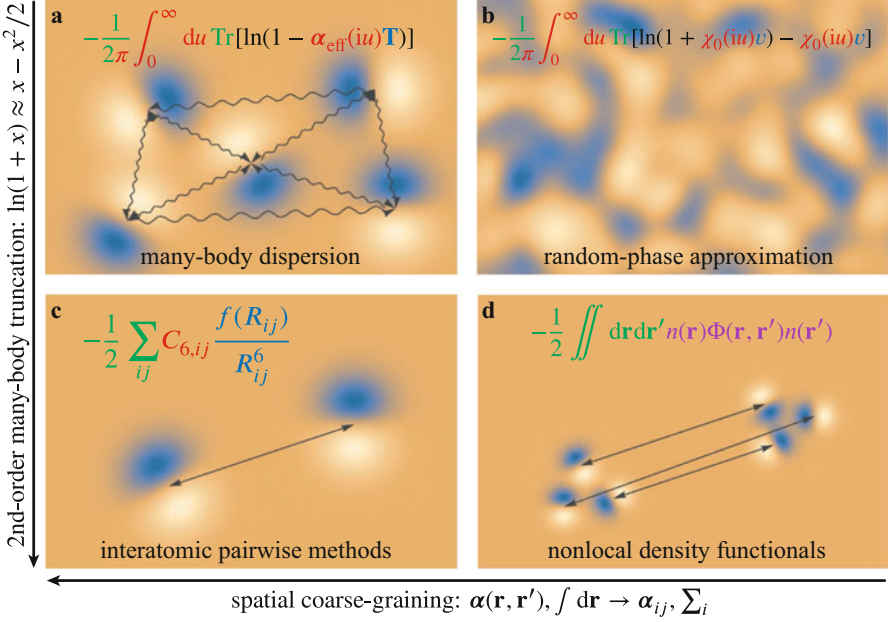 2nd-order many-body truncation: ln(1 + x) ≈ x − x²/2
a
−1/2π ∫₀^∞ du Tr[ln(1 − α_eff(iu)T)]
many-body dispersion
b
−1/2π ∫₀^∞ du Tr[ln(1 + χ₀(iu)v) − χ₀(iu)v]
random-phase approximation
c
−1/2 ∑_ij C_6,ij f(R_ij)/R_ij^6
interatomic pairwise methods
d
−1/2 ∬ drdr′n(r)Φ(r, r′)n(r′)
nonlocal density functionals
spatial coarse-graining: α(r, r′), ∫ dr → α_ij, ∑_i